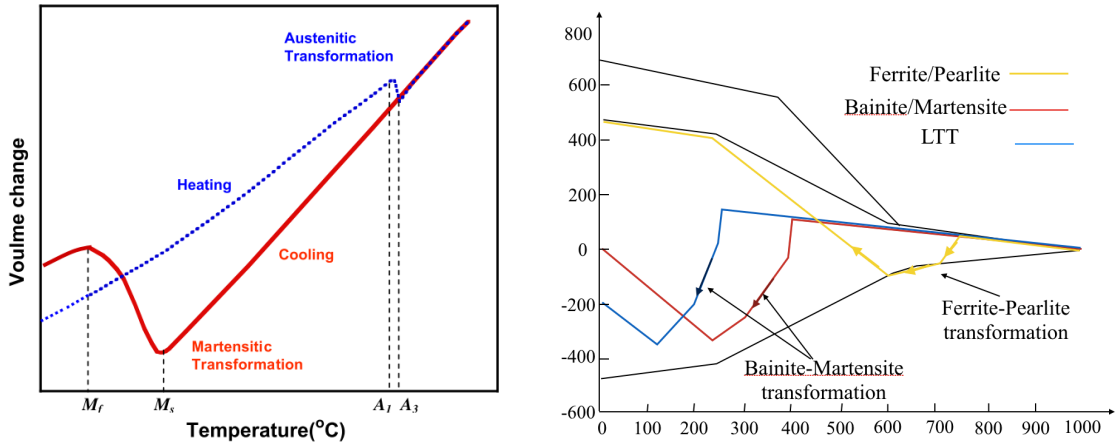 Austenitic
Transformation
Heating
Cooling
Martensitic
Transformation
Voulme change
Mf
Ms
A1
A3
Temperature(oC)
800
600
400
200
0
-200
-400
-600
Ferrite/Pearlite
Bainite/Martensite
LTT
Ferrite-Pearlite
transformation
Bainite-Martensite
transformation
0 100 200 300 400 500 600 700 800 900 1000